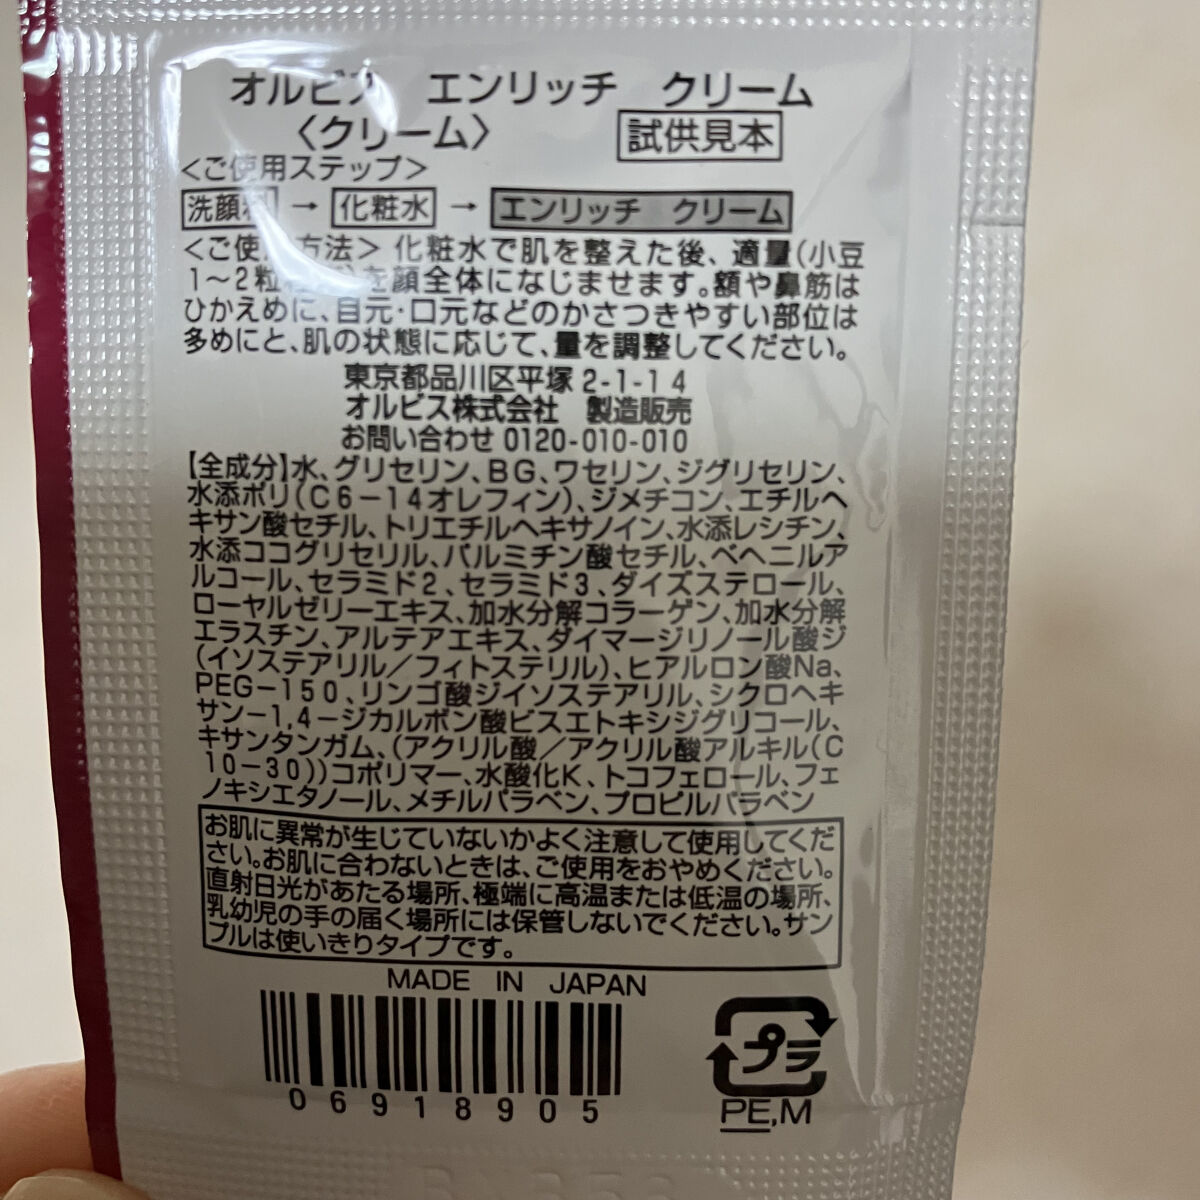 オルビス エンリッチ クリーム
〈クリーム〉 試供見本
<ご使用ステップ>
洗顔料 → 化粧水 → エンリッチ クリーム
<ご使用方法> 化粧水で肌を整えた後、適量(小豆
1〜2粒程度)を顔全体になじませます。額や鼻筋は
ひかえめに、目元・口元などのかさつきやすい部位は
多めにと、肌の状態に応じて、量を調整してください。
東京都品川区平塚2-1-14
オルビス株式会社 製造販売
お問い合わせ 0120-010-010
【全成分】水、グリセリン、BG、ワセリン、ジグリセリン、
水添ポリ(C6-14オレフィン)、ジメチコン、エチルヘ
キサン酸セチル、トリエチルヘキサノイン、水添レシチン、
水添ココグリセリル、パルミチン酸セチル、ベヘニルア
ルコール、セラミド2、セラミド3、ダイズステロール、
ローヤルゼリーエキス、加水分解コラーゲン、加水分解
エラスチン、アルテアエキス、ダイマージリノール酸ジ
(イソステアリル/フィトステリル)、ヒアルロン酸Na、
PEG-150、リンゴ酸ジイソステアリル、シクロヘキ
サン-1,4-ジカルボン酸ビスエトキシジグリコール、
キサンタンガム、(アクリル酸/アクリル酸アルキル(C
10-30))コポリマー、水酸化K、トコフェロール、フェ
ノキシエタノール、メチルパラベン、プロピルパラベン
お肌に異常が生じていないかよく注意して使用してくだ
さい。お肌に合わないときは、ご使用をおやめください。
直射日光があたる場所、極端に高温または低温の場所、
乳幼児の手の届く場所には保管しないでください。サン
プルは使いきりタイプです。
MADE IN JAPAN
06918905
プラ
PE,M